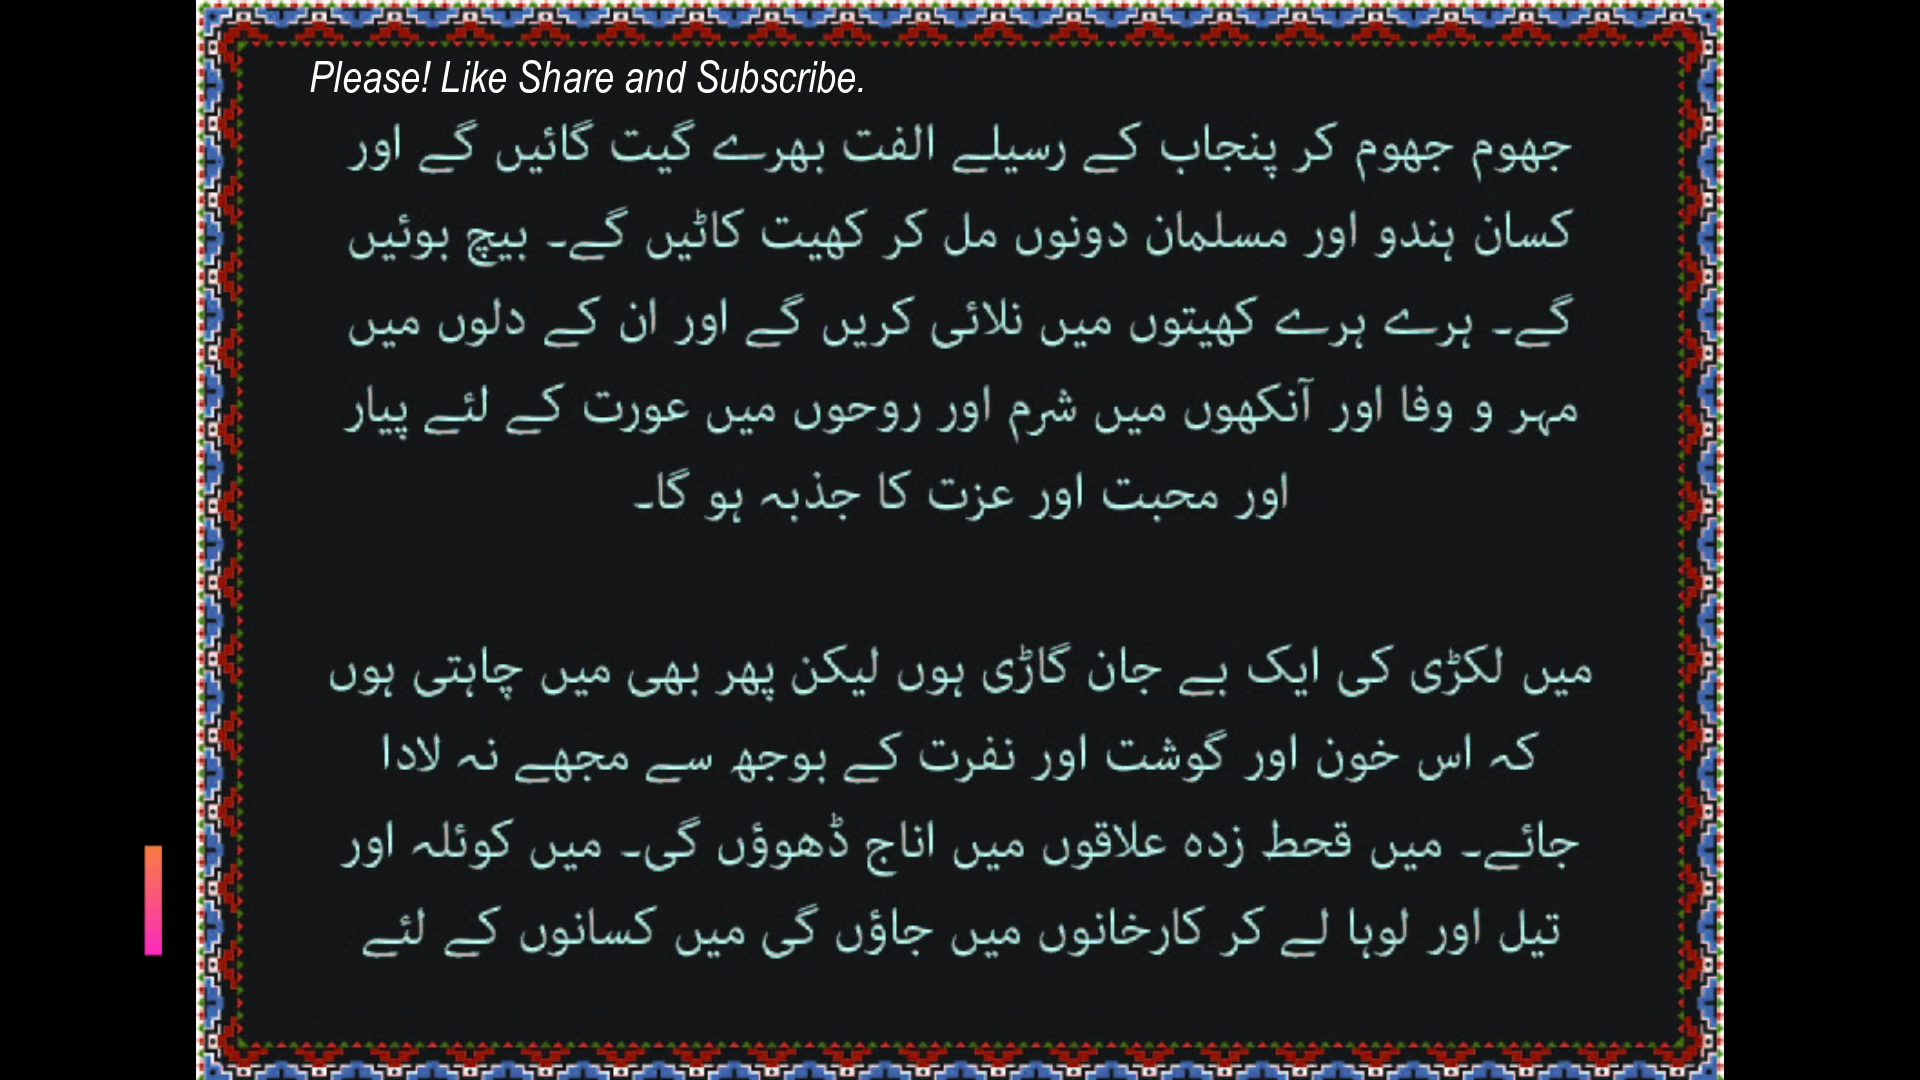 Please! Like Share and Subscribe.
جھوم جھوم کر پنجاب کے رسیلے الفت بھرے گیت گائیں گے اور
کسان ہندو اور مسلمان دونوں مل کر کھیت کاٹیں گے۔ بیچ بوئیں
گے۔ ہرے ہرے کھیتوں میں نلائی کریں گے اور ان کے دلوں میں
مہر و وفا اور آنکھوں میں شرم اور روحوں میں عورت کے لئے پیار
اور محبت اور عزت کا جذبہ ہو گا۔
میں لکڑی کی ایک بے جان گاڑی ہوں لیکن پھر بھی میں چاہتی ہوں
کہ اس خون اور گوشت اور نفرت کے بوجھ سے مجھے نہ لادا
جائے۔ میں قحط زدہ علاقوں میں اناج ڈھوؤں گی۔ میں کوئلہ اور
تیل اور لوہا لے کر کارخانوں میں جاؤں گی میں کسانوں کے لئے